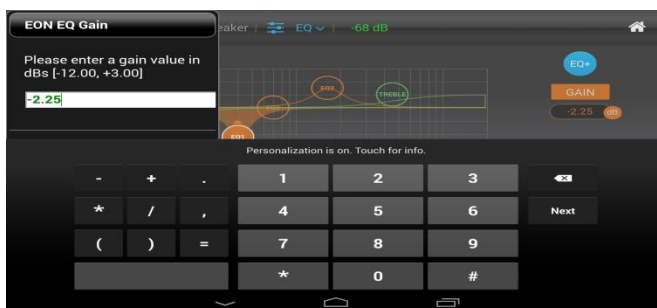 EON EQ Gain
eaker | EQ -68 dB
Please enter a gain value in
dBs [-12.00, +3.00]
-2.25
EQ+
GAIN
-2.25 dB
TREBLE
EQ1
Personalization is on. Touch for info.
- + . 1 2 3
* / , 4 5 6 Next
( ) = 7 8 9
* 0 #